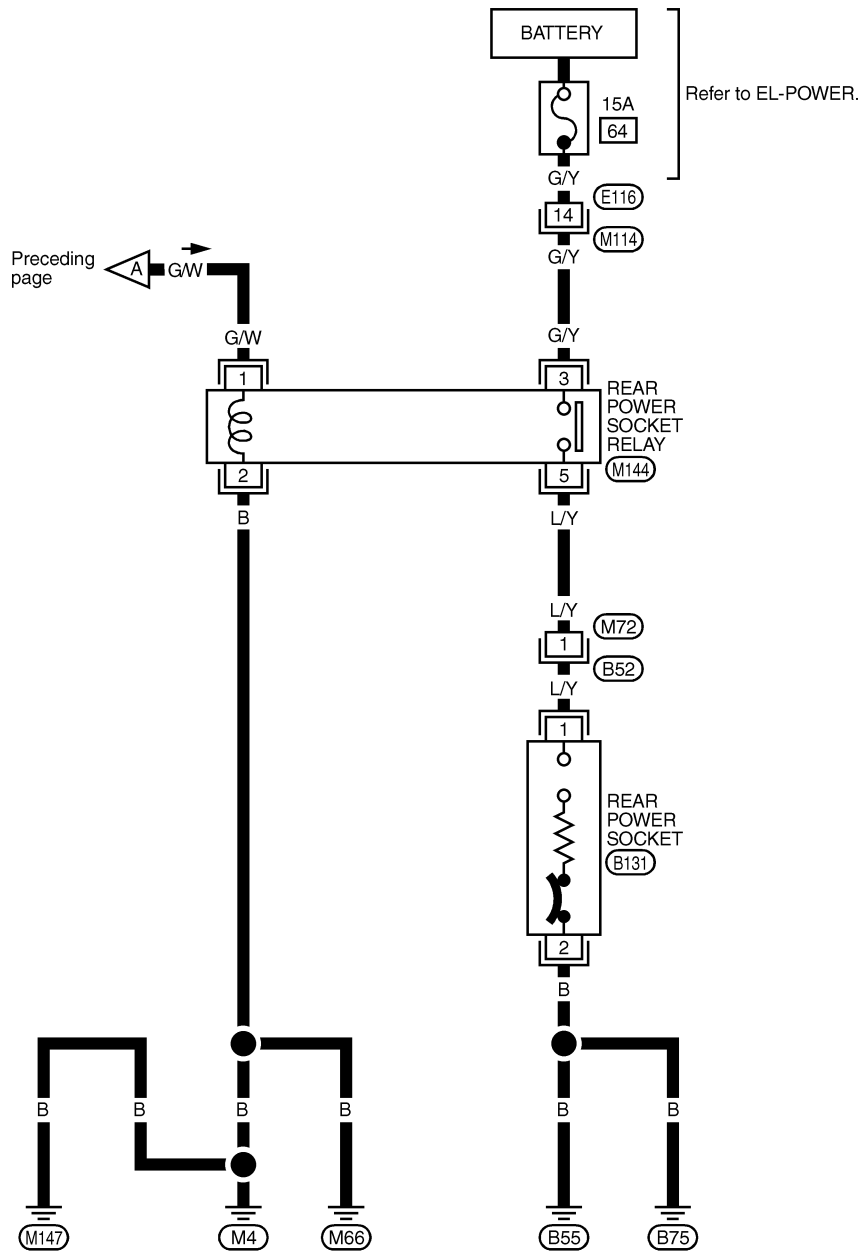 BATTERY
Refer to EL-POWER.
15A
64
G/Y
E116
14
M114
G/Y
Preceding
page
A
G/W
G/W
G/Y
1
3
REAR
POWER
SOCKET
RELAY
M144
2
5
B
L/Y
L/Y
M72
1
B52
L/Y
1
REAR
POWER
SOCKET
B131
2
B
B
B
B
B
B
B
M147
M4
M66
B55
B75